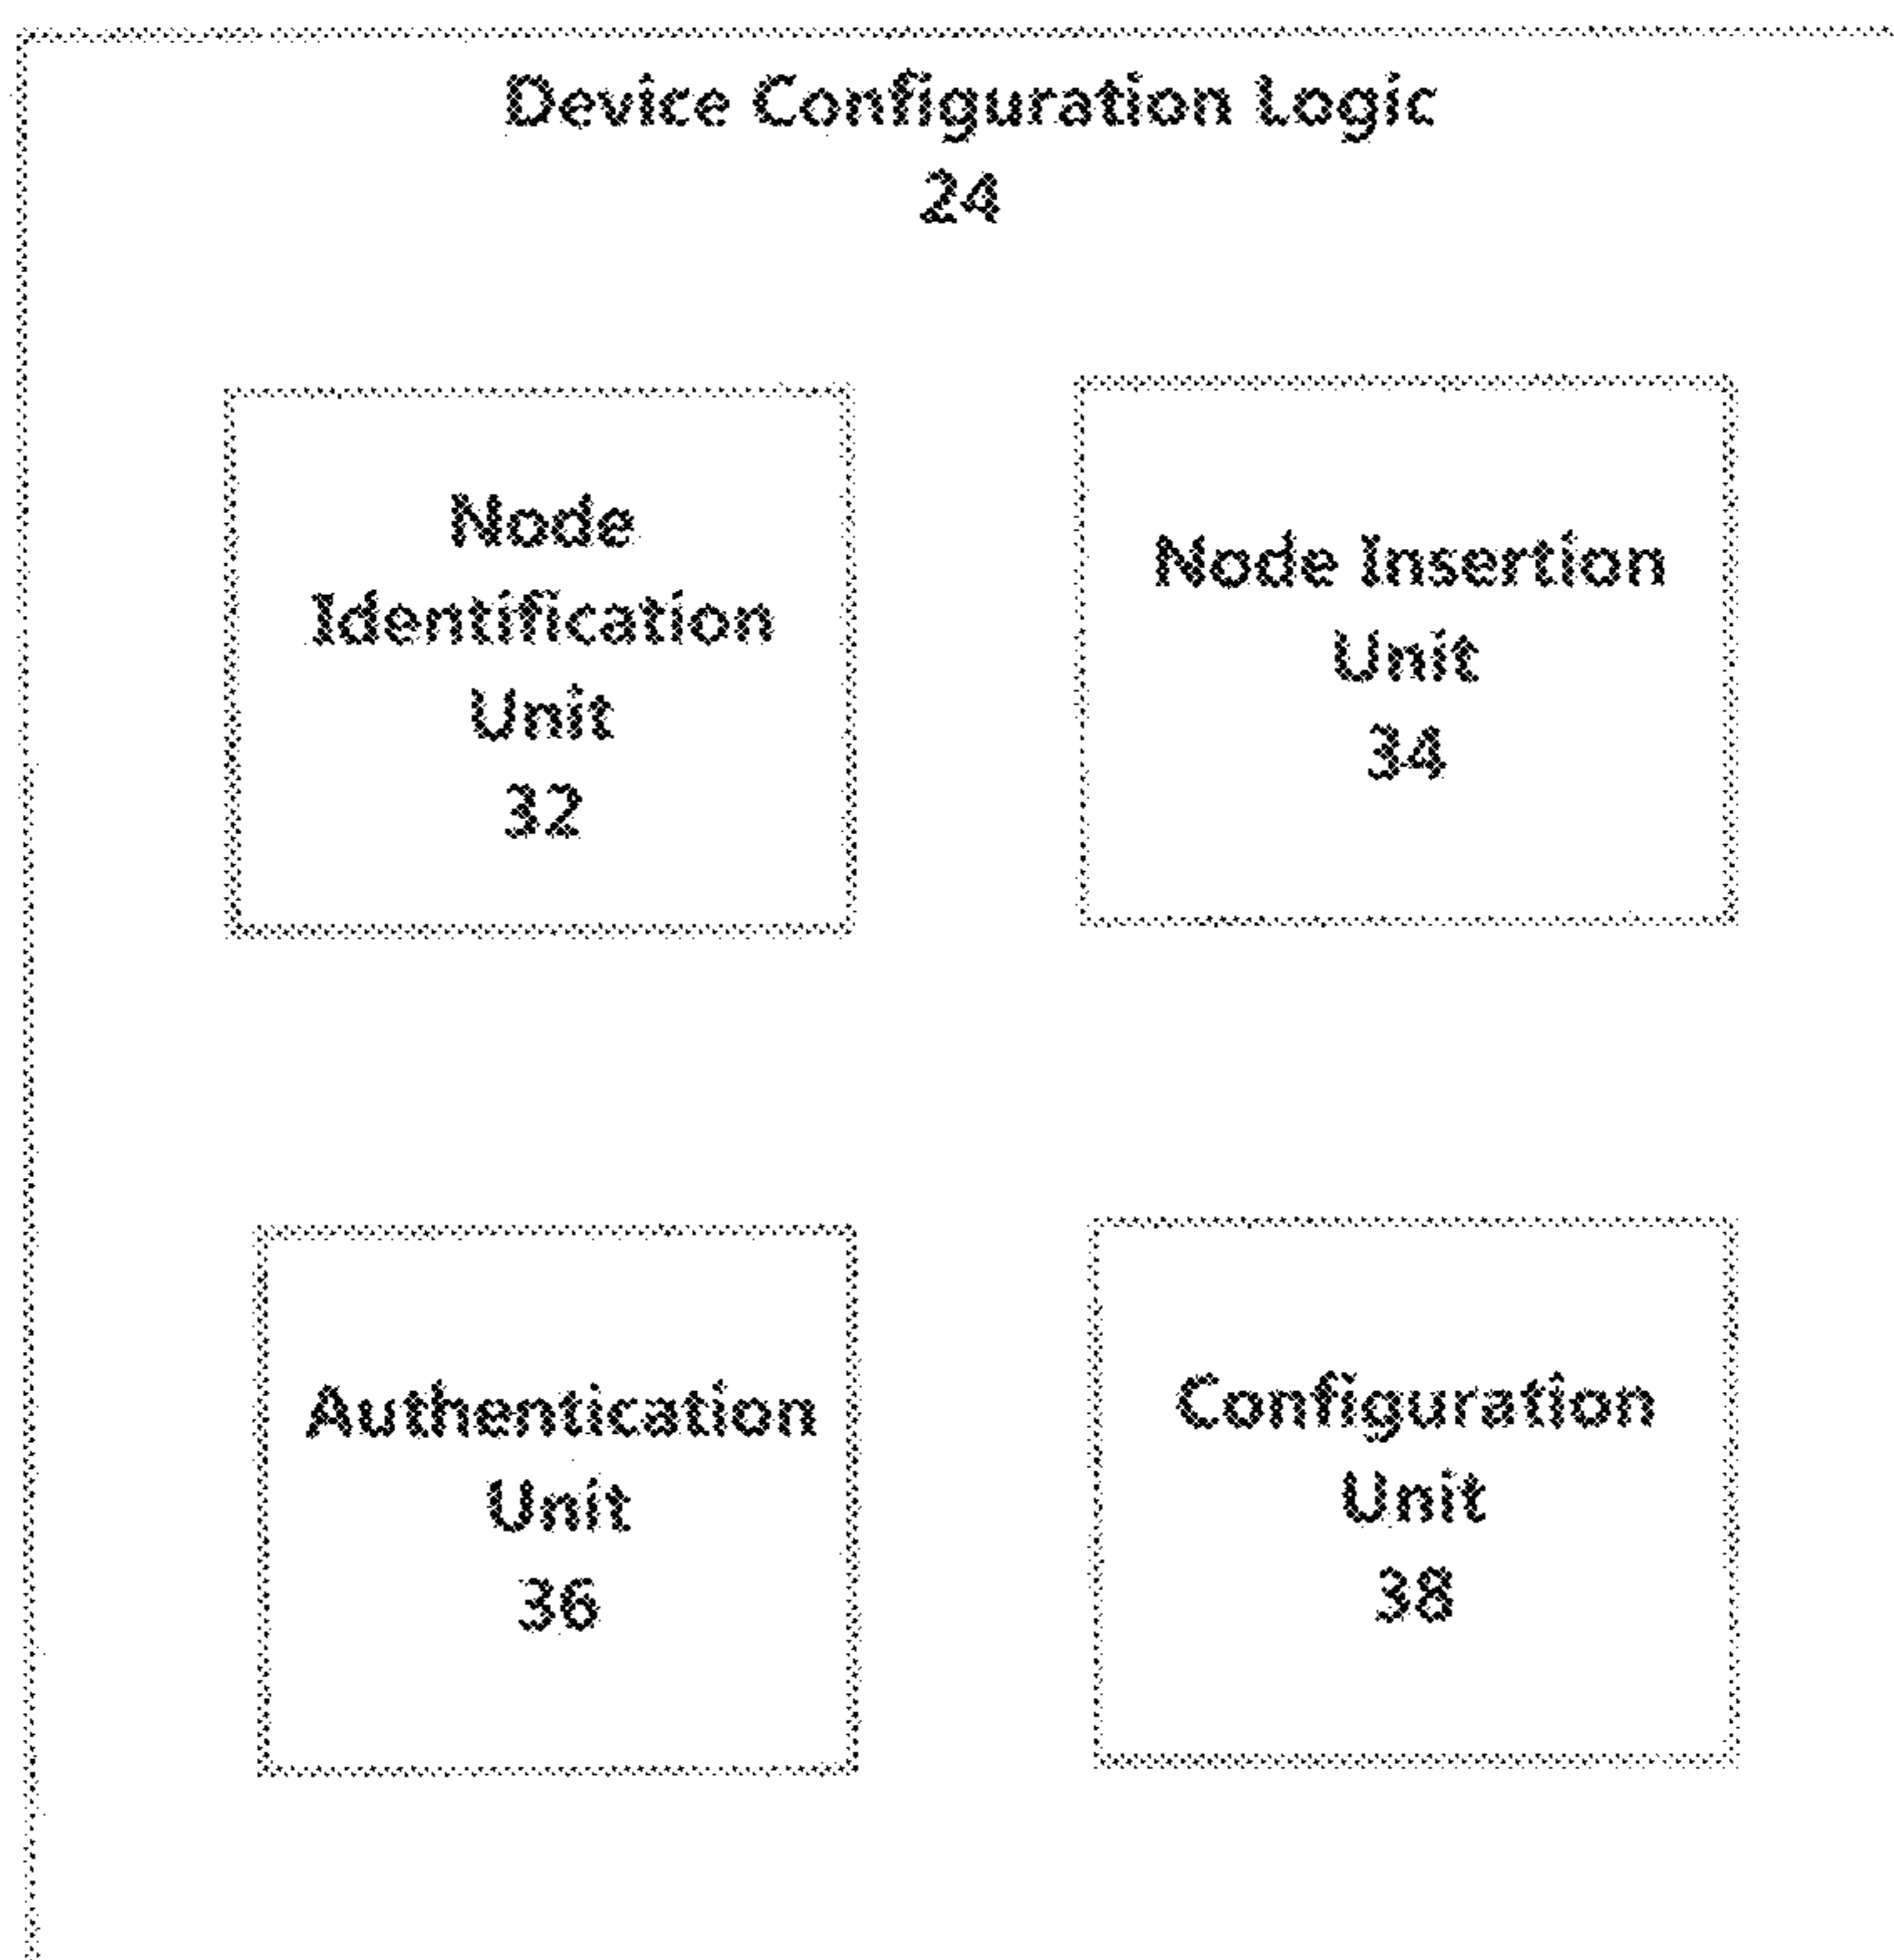 Device Configuration Logic
24
Node
Identification
Unit
32
Node Insertion
Unit
34
Authentication
Unit
36
Configuration
Unit
38